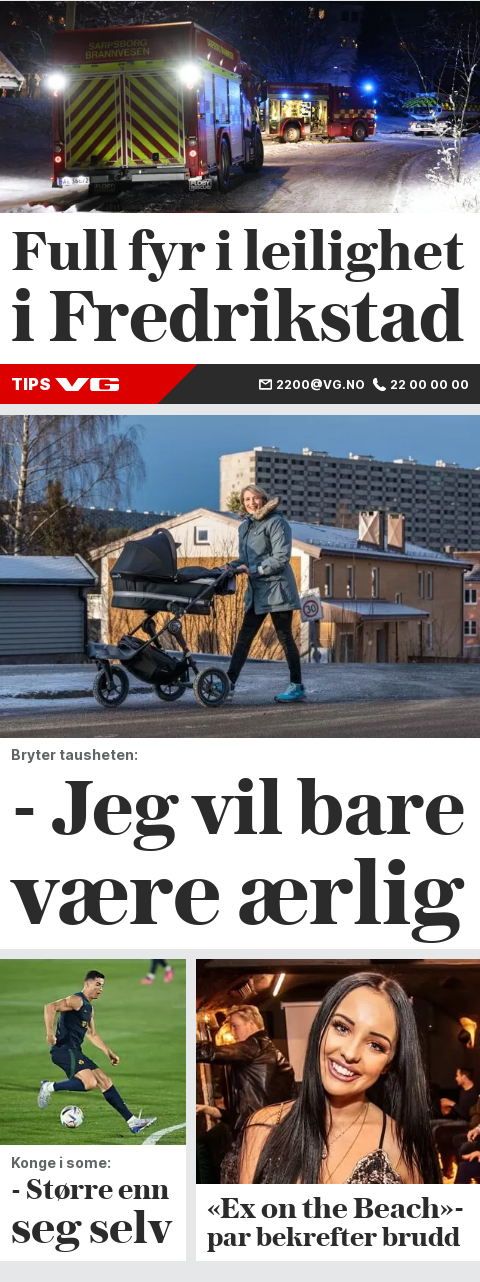 SARPSBORG
BRANNVESEN
Full fyr i leilighet
i Fredrikstad
TIPS VG 2200@VG.NO 22 00 00 00
30
Bryter tausheten:
- Jeg vil bare
være ærlig
Konge i some:
- Større enn
seg selv
«Ex on the Beach»-
par bekrefter brudd